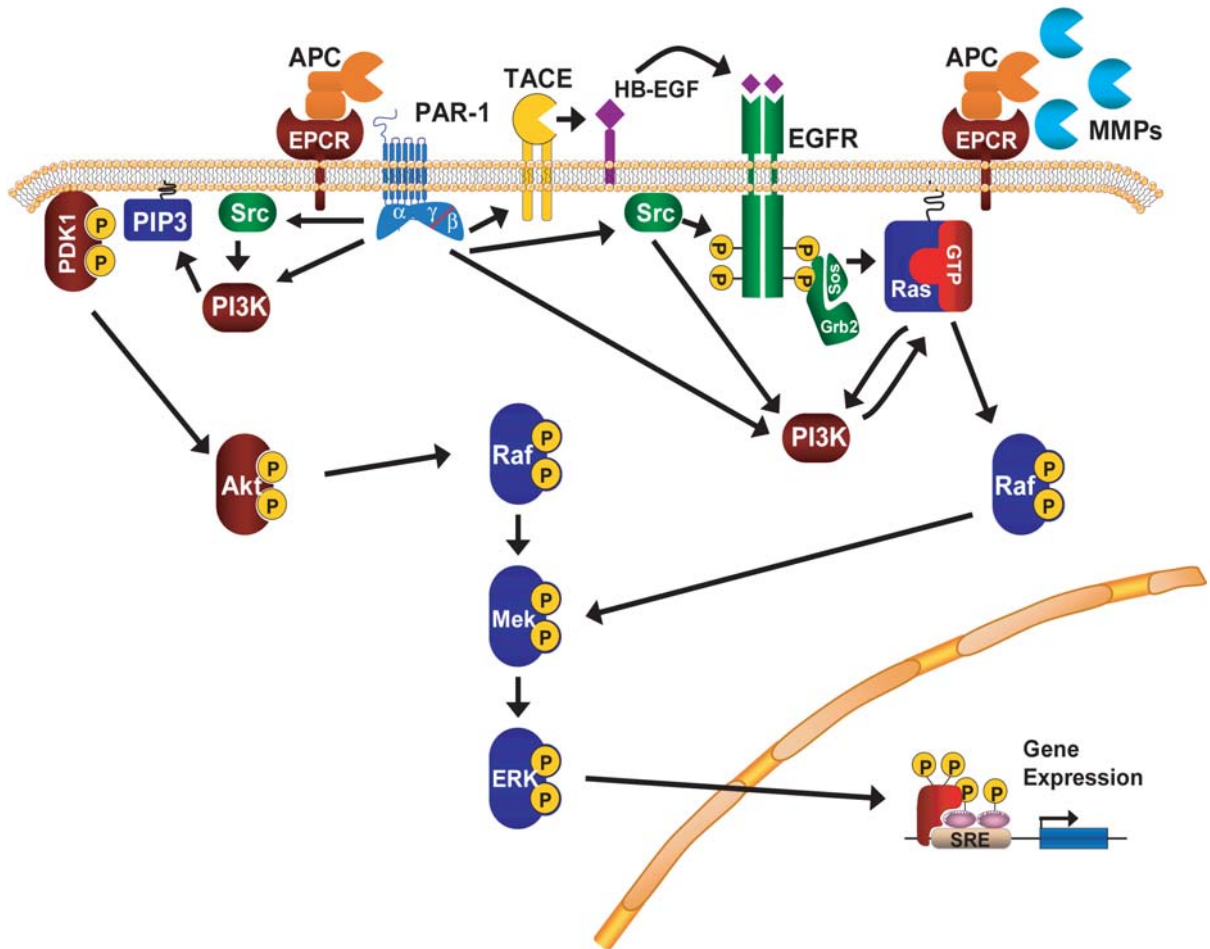 APC
TACE
HB-EGF
APC
PAR-1
EPCR
EGFR
EPCR
MMPs
PDK1
P
P
PIP3
Src
α
γ
β
Src
P
P
P
P
Sos
Grb2
Ras
GTP
PI3K
PI3K
Akt
P
P
Raf
P
P
Raf
P
P
Mek
P
P
ERK
P
P
Gene
Expression
P
P
P
P
SRE